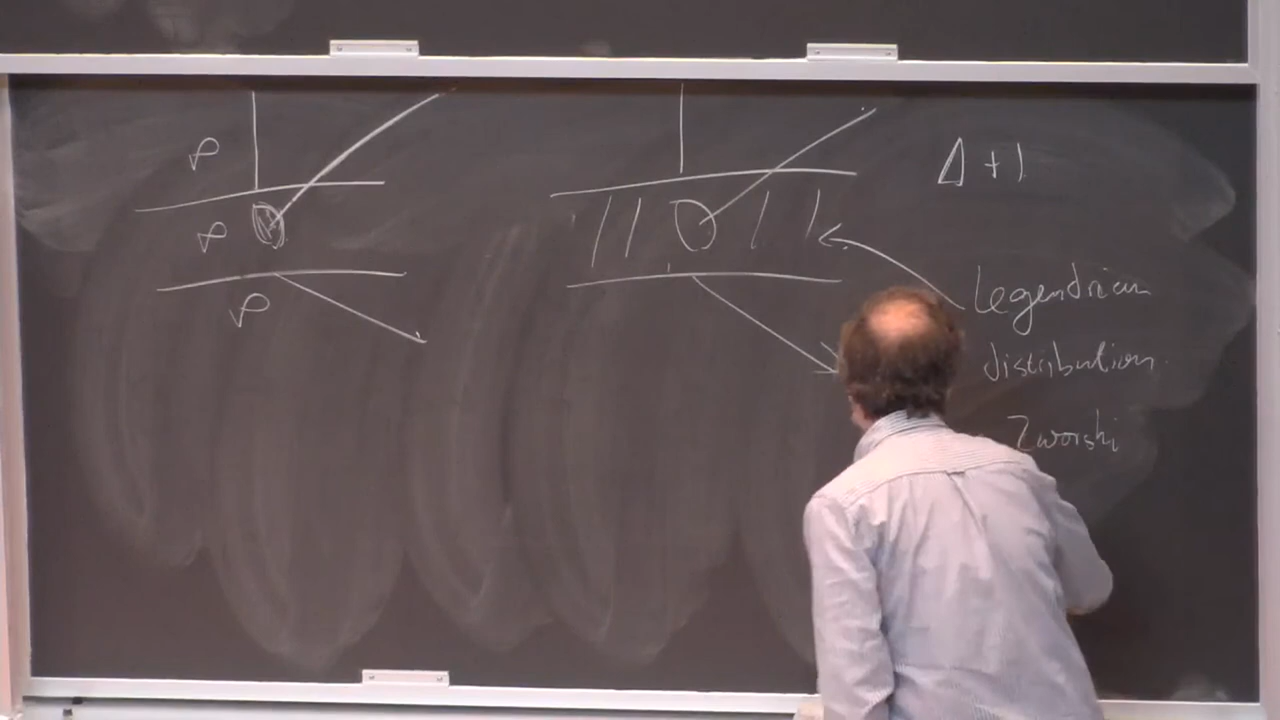 ∞
∞
∞
Δ + 1
Legendrian
distribution
Zworski